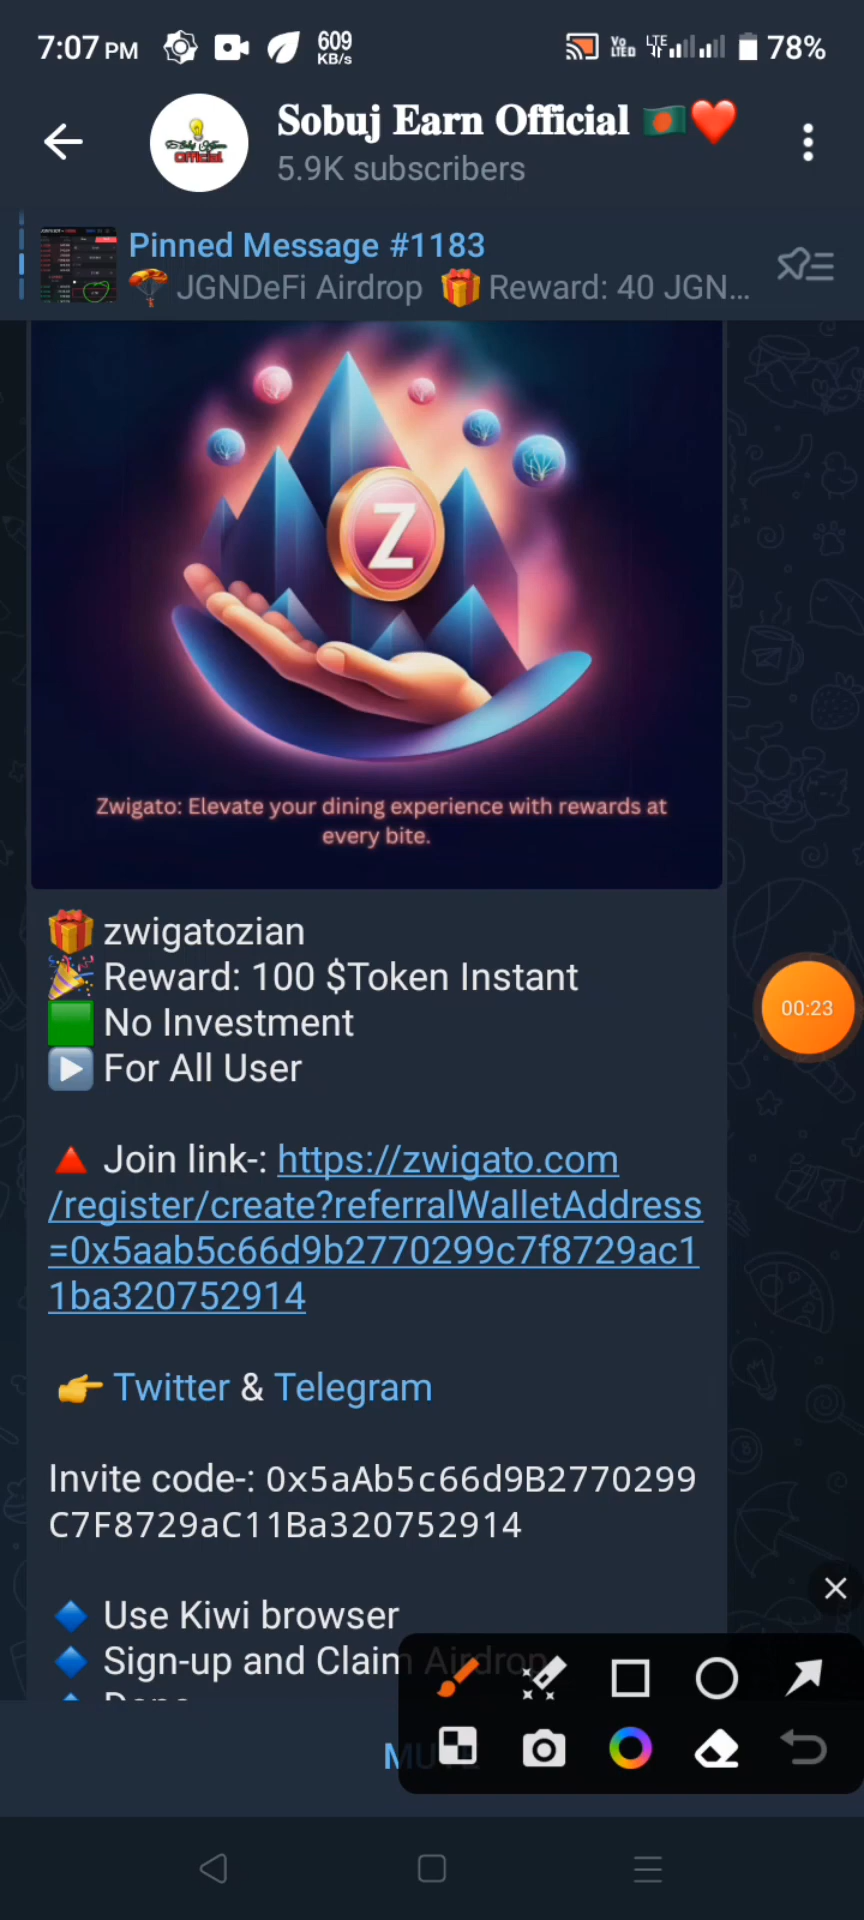 7:07 PM 609 KB/s Vo LTED LTE 78%
Sobuj Earn Official 🇧🇩❤️
5.9K subscribers
Pinned Message #1183
🪂 JGNDeFi Airdrop 🎁 Reward: 40 JGN...
Z
Zwigato: Elevate your dining experience with rewards at
every bite.
🎁 zwigatozian
🎉 Reward: 100 $Token Instant
🟩 No Investment
▶️ For All User
00:23
🔺 Join link-: https://zwigato.com
/register/create?referralWalletAddress
=0x5aab5c66d9b2770299c7f8729ac1
1ba320752914
👉 Twitter & Telegram
Invite code-: 0x5aAb5c66d9B2770299
C7F8729aC11Ba320752914
🔹 Use Kiwi browser
🔹 Sign-up and Claim Airdrop